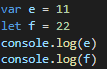 var e = 11
let f = 22
console.log(e)
console.log(f)